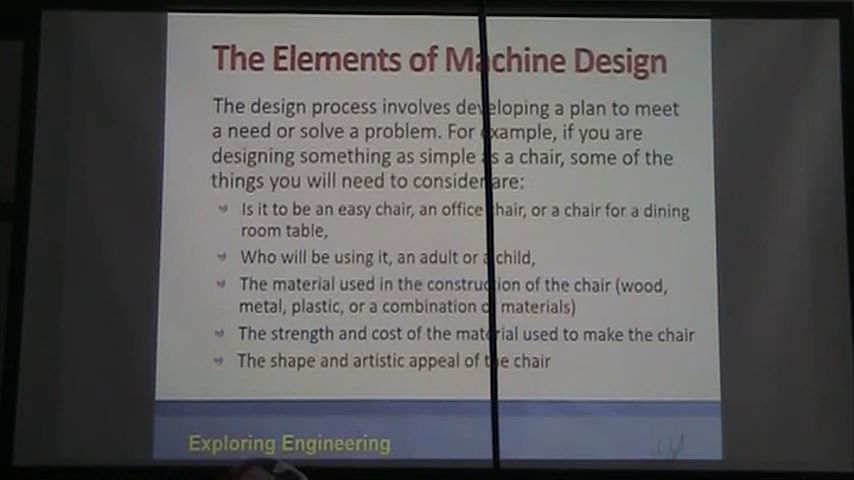 The Elements of Machine Design
The design process involves developing a plan to meet
a need or solve a problem. For example, if you are
designing something as simple as a chair, some of the
things you will need to consider are:
Is it to be an easy chair, an office chair, or a chair for a dining
room table,
Who will be using it, an adult or a child,
The material used in the construction of the chair (wood,
metal, plastic, or a combination of materials)
The strength and cost of the material used to make the chair
The shape and artistic appeal of the chair
Exploring Engineering